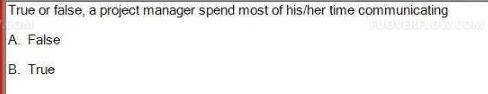 True or false, a project manager spend most of his/her time communicating
A. False
B. True